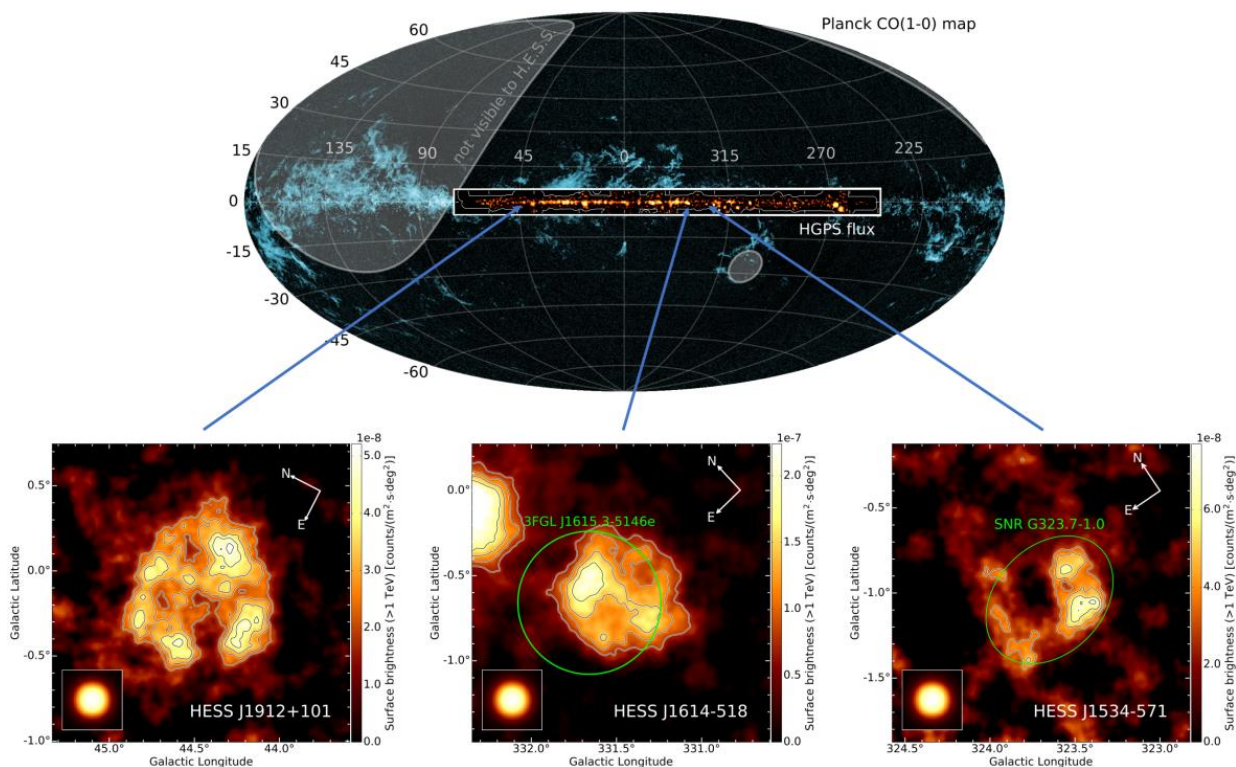 Planck CO(1-0) map
not visible to H.E.S.S.
60
45
30
15
0
-15
-30
-45
-60
135
90
45
0
315
270
225
HGPS flux
1e-8
N
E
0.5°
0.0°
-0.5°
-1.0°
Galactic Latitude
45.0°
44.5°
44.0°
Galactic Longitude
HESS J1912+101
5.0
4.0
3.0
2.0
1.0
0.0
Surface brightness (>1 TeV) [counts/(m²·s·deg²)]
1e-7
N
E
3FGL J1615.3-5146e
0.0°
-0.5°
-1.0°
Galactic Latitude
332.0°
331.5°
331.0°
Galactic Longitude
HESS J1614-518
2.0
1.5
1.0
0.5
0.0
Surface brightness (>1 TeV) [counts/(m²·s·deg²)]
1e-8
N
E
SNR G323.7-1.0
-0.5°
-1.0°
-1.5°
Galactic Latitude
324.5°
324.0°
323.5°
323.0°
Galactic Longitude
HESS J1534-571
6.0
4.0
2.0
0.0
Surface brightness (>1 TeV) [counts/(m²·s·deg²)]